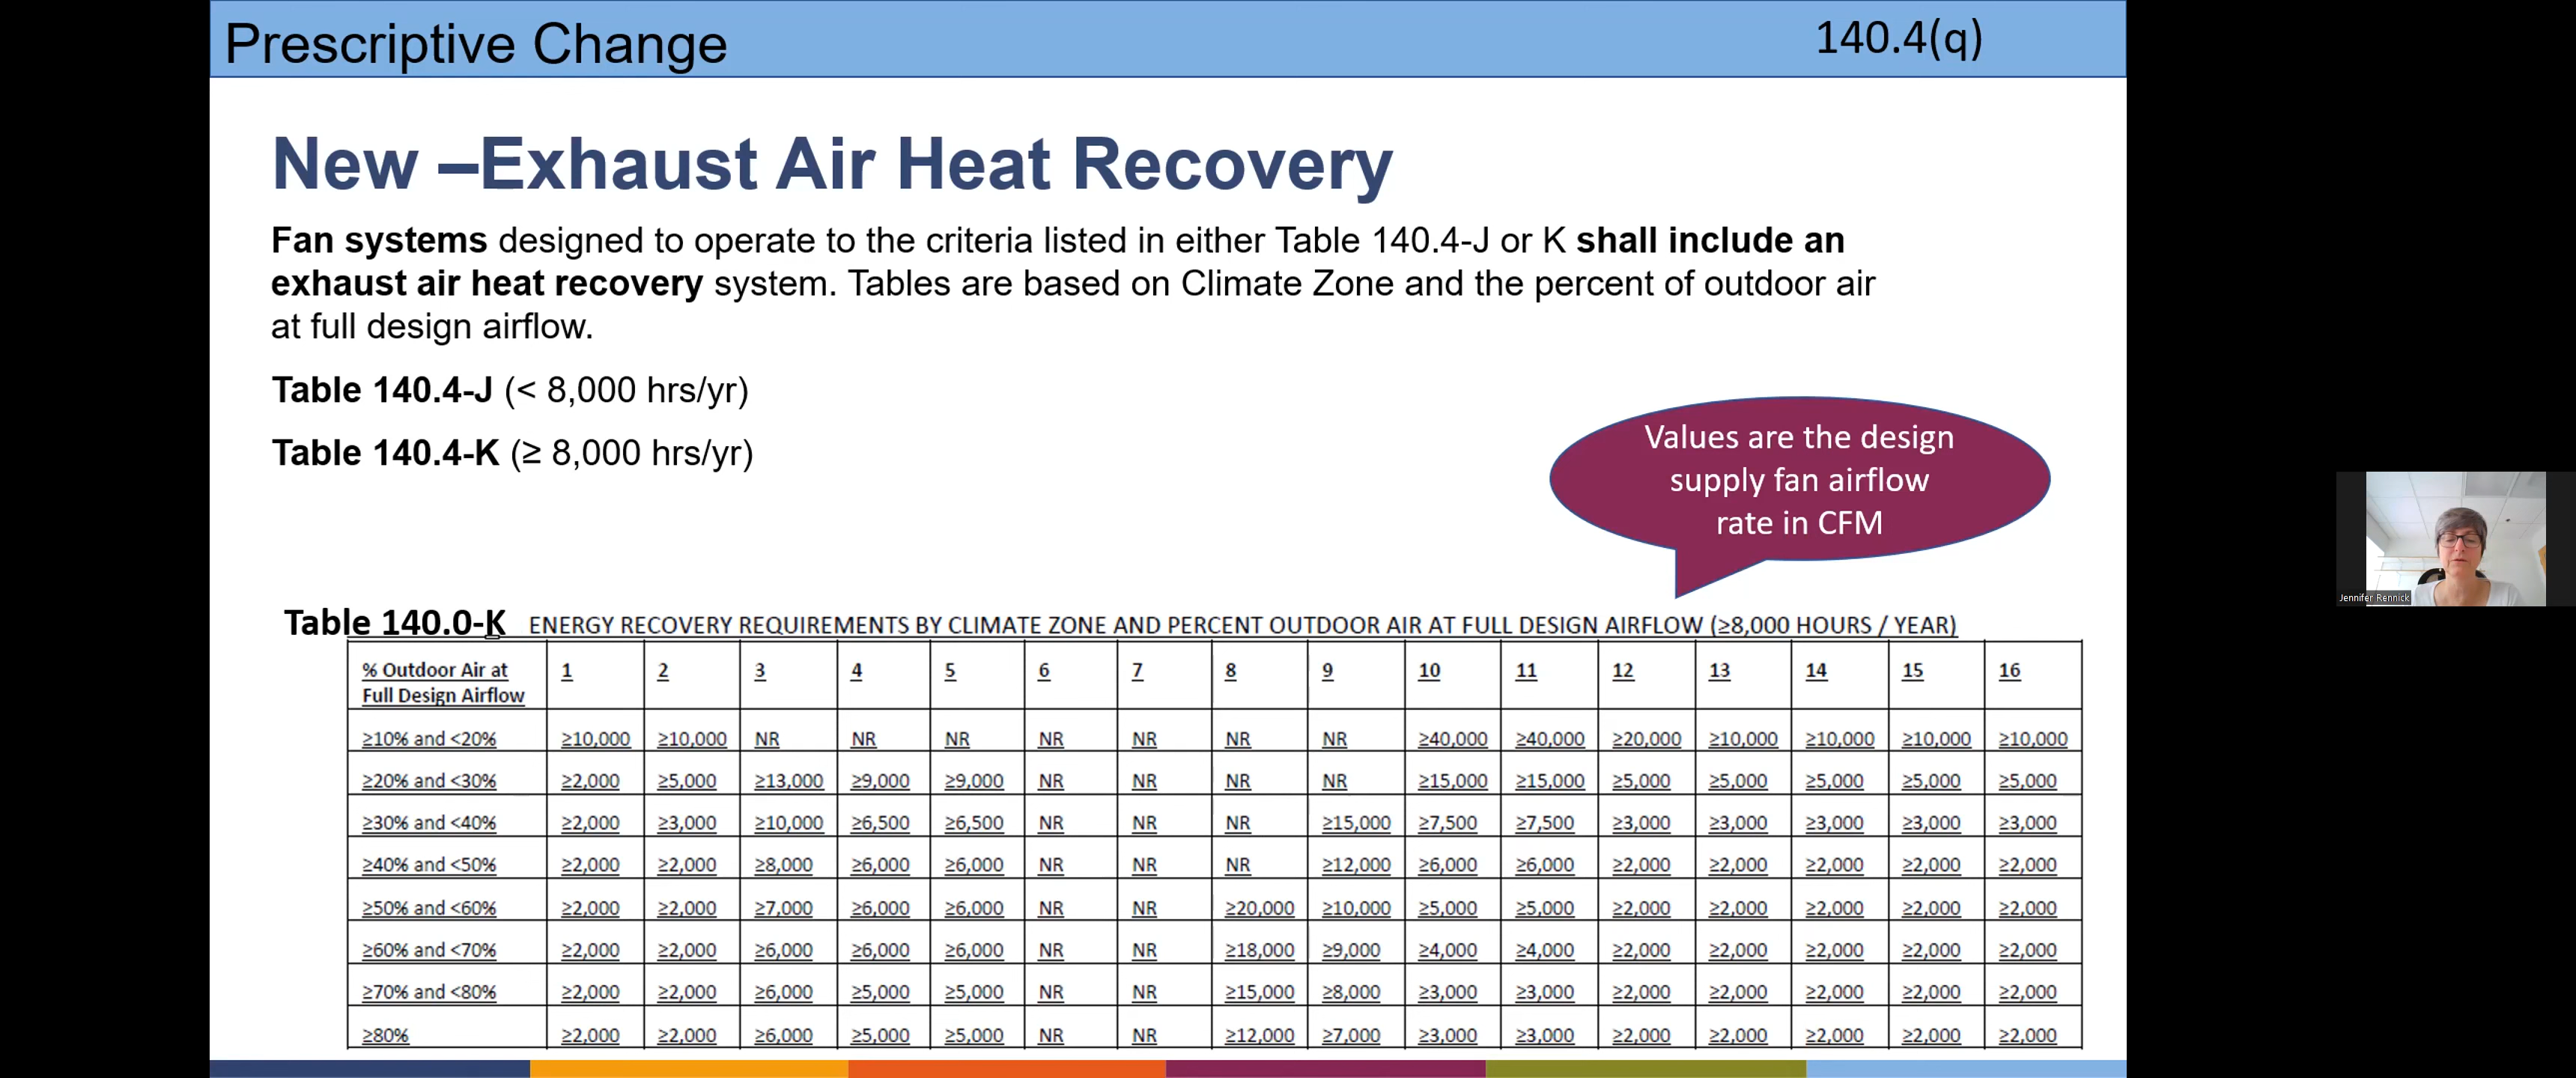 Prescriptive Change
140.4(q)
New –Exhaust Air Heat Recovery
Fan systems designed to operate to the criteria listed in either Table 140.4-J or K shall include an
exhaust air heat recovery system. Tables are based on Climate Zone and the percent of outdoor air
at full design airflow.
Table 140.4-J (< 8,000 hrs/yr)
Table 140.4-K (≥ 8,000 hrs/yr)
Values are the design
supply fan airflow
rate in CFM
Jennifer Rennick
Table 140.0-K ENERGY RECOVERY REQUIREMENTS BY CLIMATE ZONE AND PERCENT OUTDOOR AIR AT FULL DESIGN AIRFLOW (≥8,000 HOURS / YEAR)
% Outdoor Air at
Full Design Airflow 1 2 3 4 5 6 7 8 9 10 11 12 13 14 15 16
≥10% and <20% ≥10,000 ≥10,000 NR NR NR NR NR NR NR ≥40,000 ≥40,000 ≥20,000 ≥10,000 ≥10,000 ≥10,000 ≥10,000
≥20% and <30% ≥2,000 ≥5,000 ≥13,000 ≥9,000 ≥9,000 NR NR NR NR ≥15,000 ≥15,000 ≥5,000 ≥5,000 ≥5,000 ≥5,000 ≥5,000
≥30% and <40% ≥2,000 ≥3,000 ≥10,000 ≥6,500 ≥6,500 NR NR NR ≥15,000 ≥7,500 ≥7,500 ≥3,000 ≥3,000 ≥3,000 ≥3,000 ≥3,000
≥40% and <50% ≥2,000 ≥2,000 ≥8,000 ≥6,000 ≥6,000 NR NR NR ≥12,000 ≥6,000 ≥6,000 ≥2,000 ≥2,000 ≥2,000 ≥2,000 ≥2,000
≥50% and <60% ≥2,000 ≥2,000 ≥7,000 ≥6,000 ≥6,000 NR NR ≥20,000 ≥10,000 ≥5,000 ≥5,000 ≥2,000 ≥2,000 ≥2,000 ≥2,000 ≥2,000
≥60% and <70% ≥2,000 ≥2,000 ≥6,000 ≥6,000 ≥6,000 NR NR ≥18,000 ≥9,000 ≥4,000 ≥4,000 ≥2,000 ≥2,000 ≥2,000 ≥2,000 ≥2,000
≥70% and <80% ≥2,000 ≥2,000 ≥6,000 ≥5,000 ≥5,000 NR NR ≥15,000 ≥8,000 ≥3,000 ≥3,000 ≥2,000 ≥2,000 ≥2,000 ≥2,000 ≥2,000
≥80% ≥2,000 ≥2,000 ≥6,000 ≥5,000 ≥5,000 NR NR ≥12,000 ≥7,000 ≥3,000 ≥3,000 ≥2,000 ≥2,000 ≥2,000 ≥2,000 ≥2,000